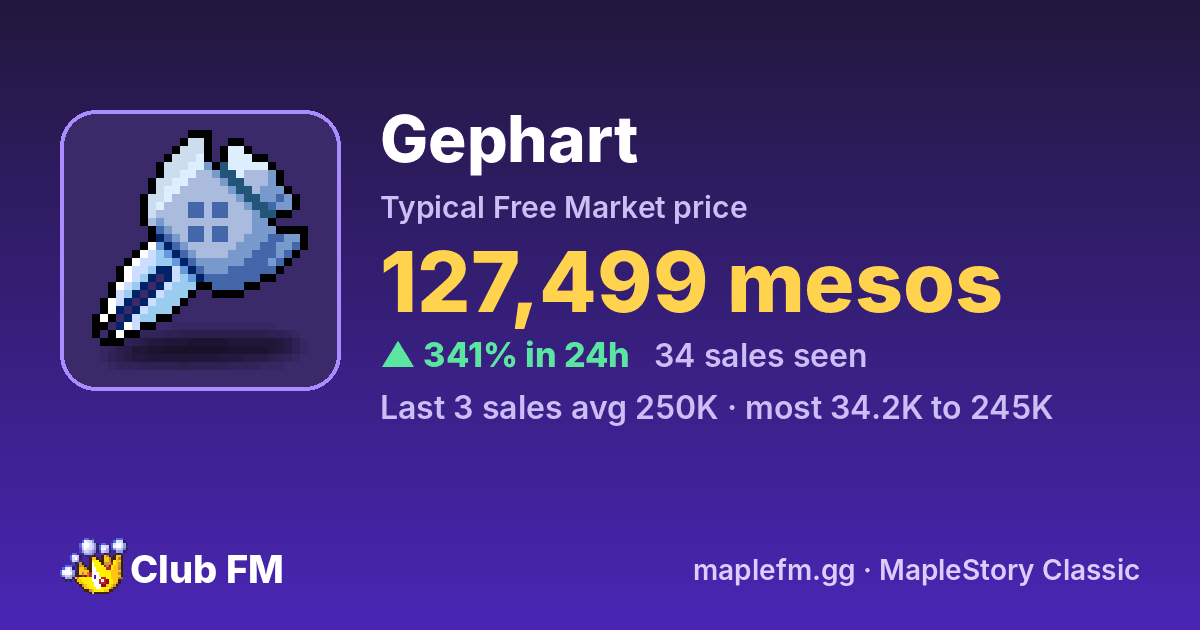 Gephart
Typical Free Market price
127,499 mesos
▲ 341% in 24h 34 sales seen
Last 3 sales avg 250K · most 34.2K to 245K
Club FM
maplefm.gg · MapleStory Classic